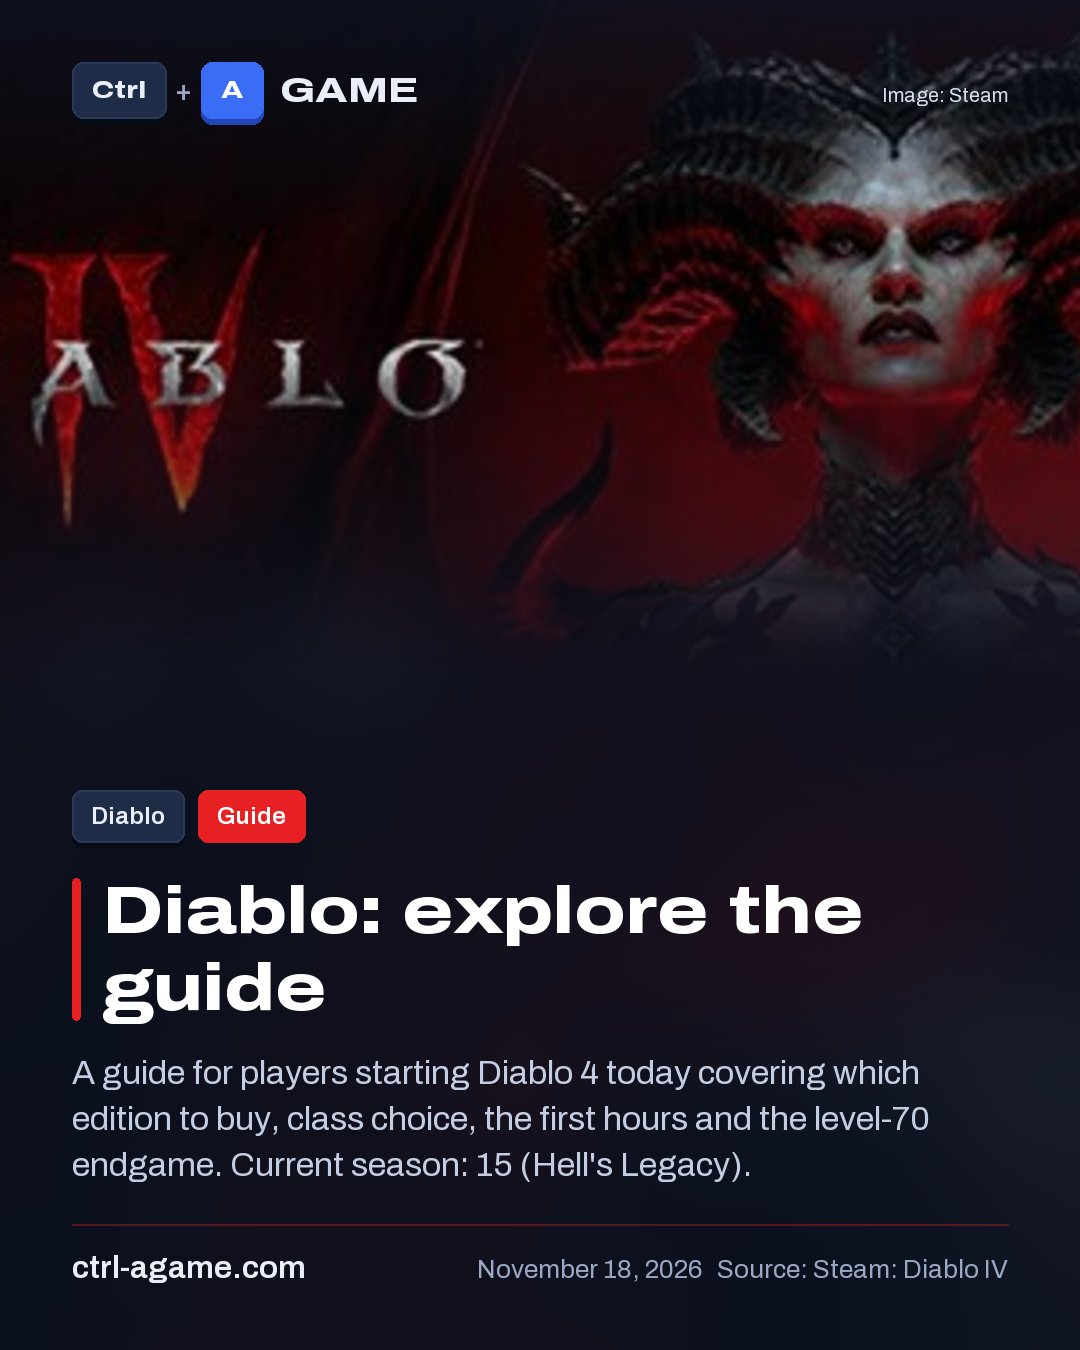 Ctrl + A GAME
Image: Steam
IV
ABLO
Diablo
Guide
Diablo: explore the
guide
A guide for players starting Diablo 4 today covering which
edition to buy, class choice, the first hours and the level-70
endgame. Current season: 15 (Hell's Legacy).
ctrl-agame.com
November 18, 2026 Source: Steam: Diablo IV